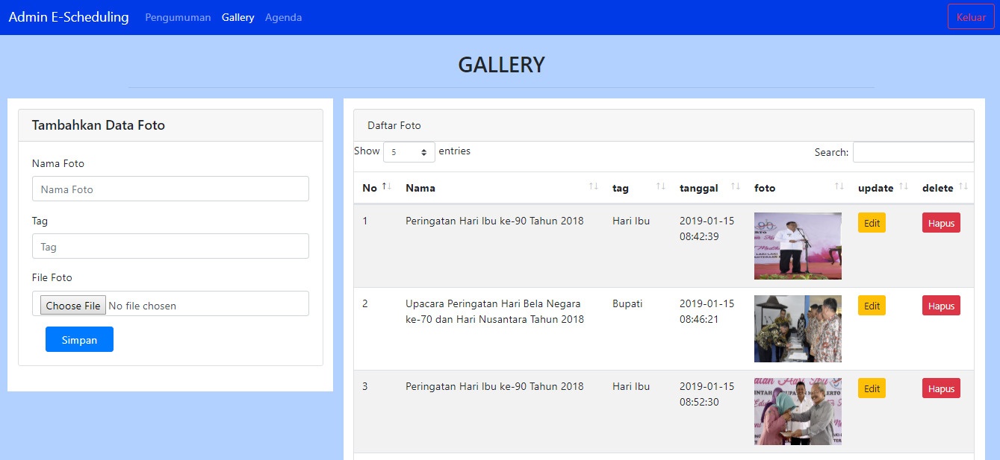 Admin E-Scheduling Pengumuman Gallery Agenda Keluar
GALLERY
Tambahkan Data Foto
Nama Foto
Nama Foto
Tag
Tag
File Foto
Choose File No file chosen
Simpan
Daftar Foto
Show 5 entries Search:
No Nama tag tanggal foto update delete
1 Peringatan Hari Ibu ke-90 Tahun 2018 Hari Ibu 2019-01-15
08:42:39
Edit Hapus
2 Upacara Peringatan Hari Bela Negara
ke-70 dan Hari Nusantara Tahun 2018
Bupati 2019-01-15
08:46:21
Edit Hapus
3 Peringatan Hari Ibu ke-90 Tahun 2018 Hari Ibu 2019-01-15
08:52:30
Edit Hapus